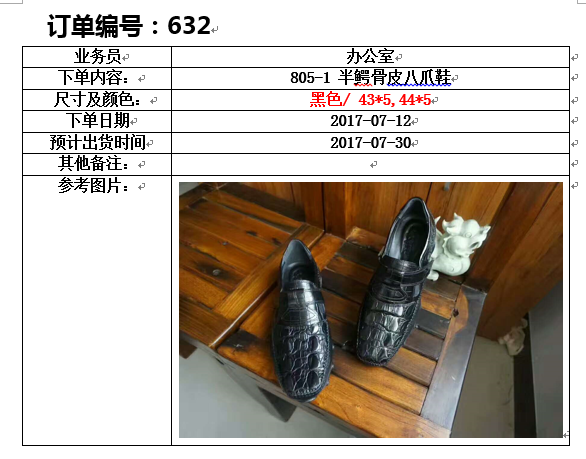 订单编号：632
业务员 办公室
下单内容： 805-1 半鳄骨皮八爪鞋
尺寸及颜色： 黑色/ 43*5,44*5
下单日期 2017-07-12
预计出货时间 2017-07-30
其他备注：
参考图片：